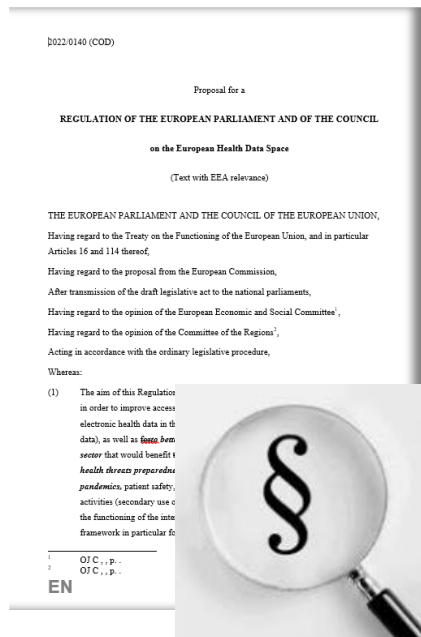 2022/0140 (COD)
Proposal for a
REGULATION OF THE EUROPEAN PARLIAMENT AND OF THE COUNCIL
on the European Health Data Space
(Text with EEA relevance)
THE EUROPEAN PARLIAMENT AND THE COUNCIL OF THE EUROPEAN UNION,
Having regard to the Treaty on the Functioning of the European Union, and in particular
Articles 16 and 114 thereof,
Having regard to the proposal from the European Commission,
After transmission of the draft legislative act to the national parliaments,
Having regard to the opinion of the European Economic and Social Committee¹,
Having regard to the opinion of the Committee of the Regions²,
Acting in accordance with the ordinary legislative procedure,
Whereas:
(1) The aim of this Regulation
in order to improve access
electronic health data in th
data), as well as bett
sector that would benefit
health threats preparedne
pandemics, patient safety,
activities (secondary use o
the functioning of the inte
framework in particular fo
1 OJ C , , p. .
2 OJ C , , p. .
EN
§